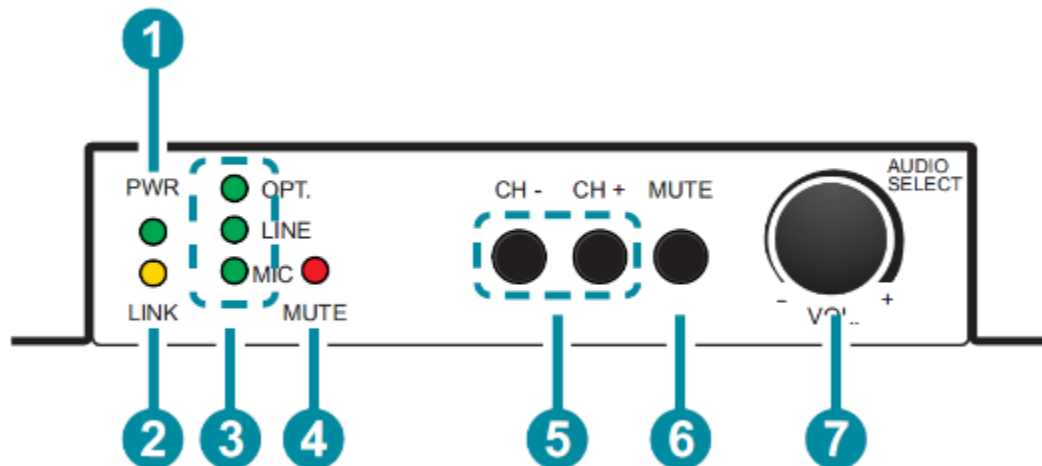 1
PWR
OPT.
LINE
MIC
LINK
MUTE
CH -
CH +
MUTE
AUDIO
SELECT
-
+
2
3
4
5
6
7